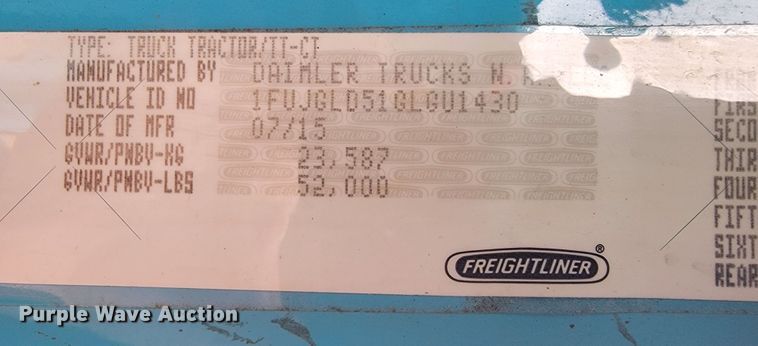 TYPE: TRUCK TRACTOR/TT-CT
MANUFACTURED BY DAIMLER TRUCKS N.A.
VEHICLE ID NO 1FUJGLD51GLGU1430
DATE OF MFR 07/15
GVWR/PNBV-KG 23,587
GVWR/PNBV-LBS 52,000
FIRS
SECO
THIR
FOUR
FIFT
SIXT
REAR
FREIGHTLINER®
Purple Wave Auction